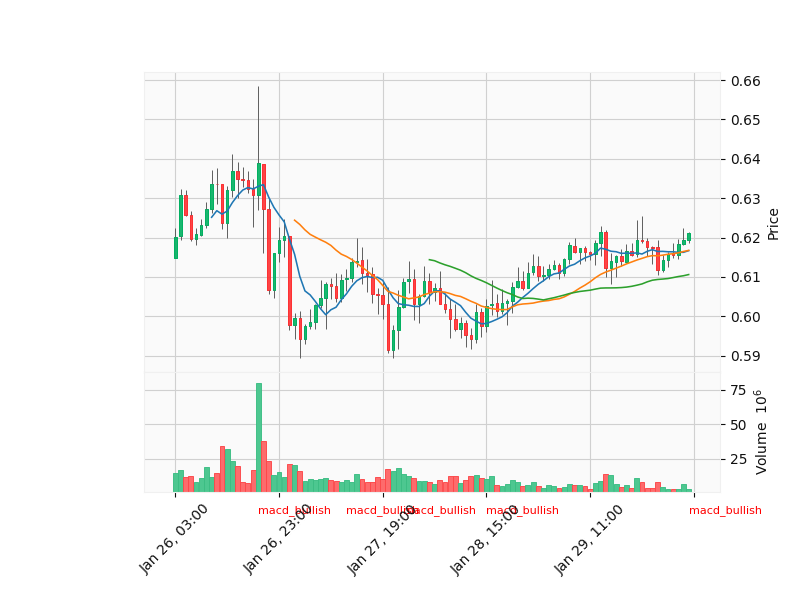 0.66
0.65
0.64
0.63
0.62
0.61
0.60
0.59
Price
75
50
25
Volume 10⁶
macd_bullish
macd_bullish
macd_bullish
macd_bullish
macd_bullish
Jan 26, 03:00
Jan 26, 23:00
Jan 27, 19:00
Jan 28, 15:00
Jan 29, 11:00